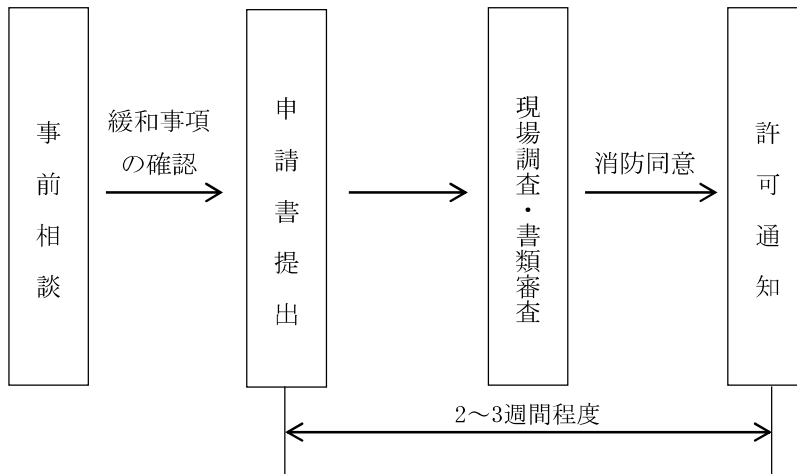 事前相談
緩和事項
の確認
申請書提出
現場調査・書類審査
消防同意
許可通知
2～3週間程度